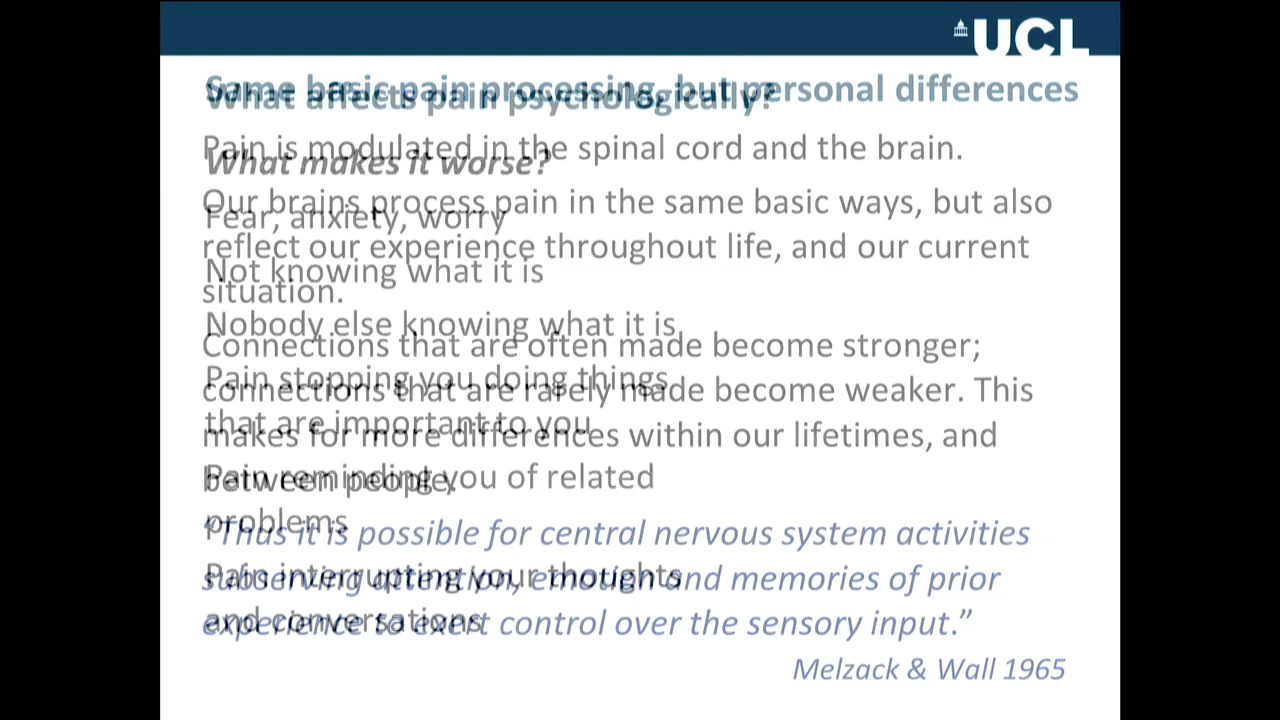 UCL
Same basic pain processing, but personal differences
Pain is modulated in the spinal cord and the brain.
Our brains process pain in the same basic ways, but also
reflect our experience throughout life, and our current
situation.
Connections that are often made become stronger;
connections that are rarely made become weaker. This
makes for more differences within our lifetimes, and
between people.
“Thus it is possible for central nervous system activities
subserving attention, emotion and memories of prior
experience to exert control over the sensory input.”
Melzack & Wall 1965
What affects pain psychologically?
What makes it worse?
Fear, anxiety, worry
Not knowing what it is
Nobody else knowing what it is
Pain stopping you doing things
that are important to you
Pain reminding you of related
problems
Pain interrupting your thoughts
and conversations